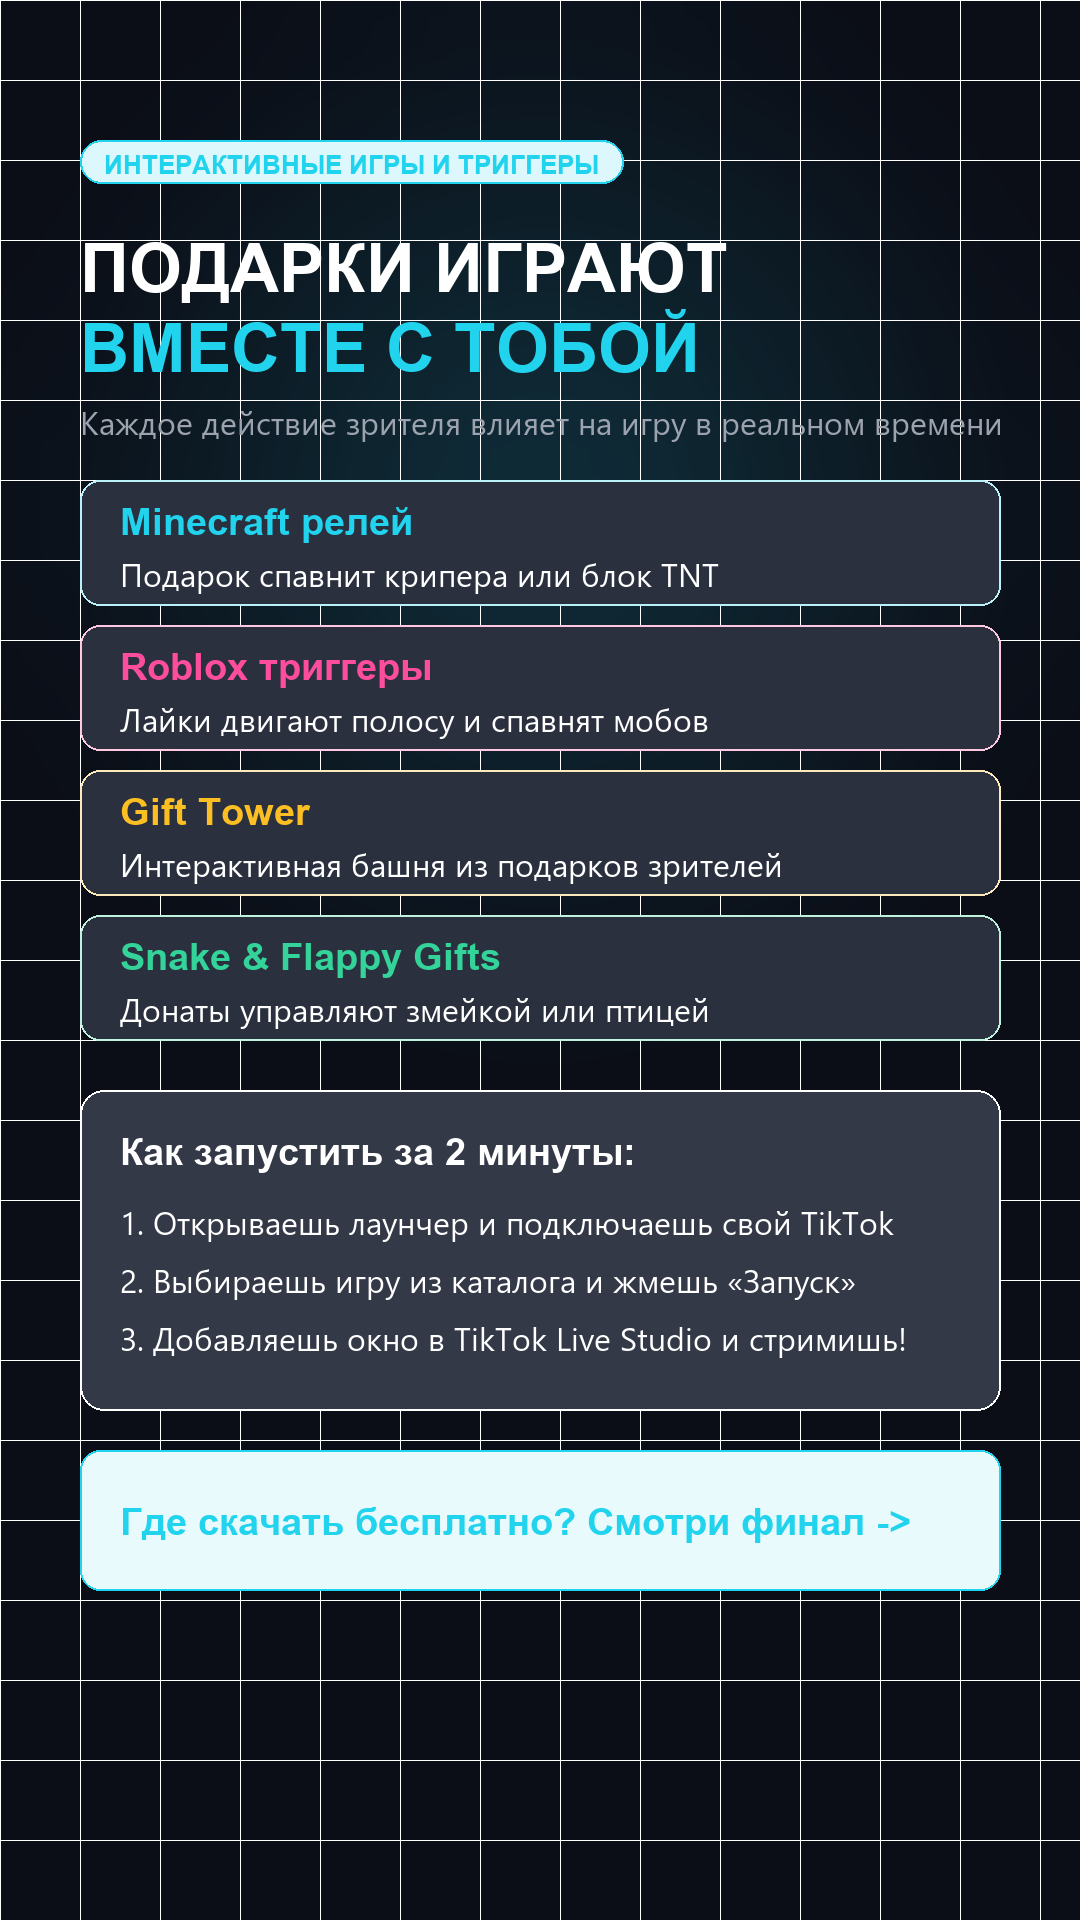 ИНТЕРАКТИВНЫЕ ИГРЫ И ТРИГГЕРЫ
ПОДАРКИ ИГРАЮТ
ВМЕСТЕ С ТОБОЙ
Каждое действие зрителя влияет на игру в реальном времени
Minecraft релей
Подарок спавнит крипера или блок TNT
Roblox триггеры
Лайки двигают полосу и спавнят мобов
Gift Tower
Интерактивная башня из подарков зрителей
Snake & Flappy Gifts
Донаты управляют змейкой или птицей
Как запустить за 2 минуты:
1. Открываешь лаунчер и подключаешь свой TikTok
2. Выбираешь игру из каталога и жмешь «Запуск»
3. Добавляешь окно в TikTok Live Studio и стримишь!
Где скачать бесплатно? Смотри финал ->